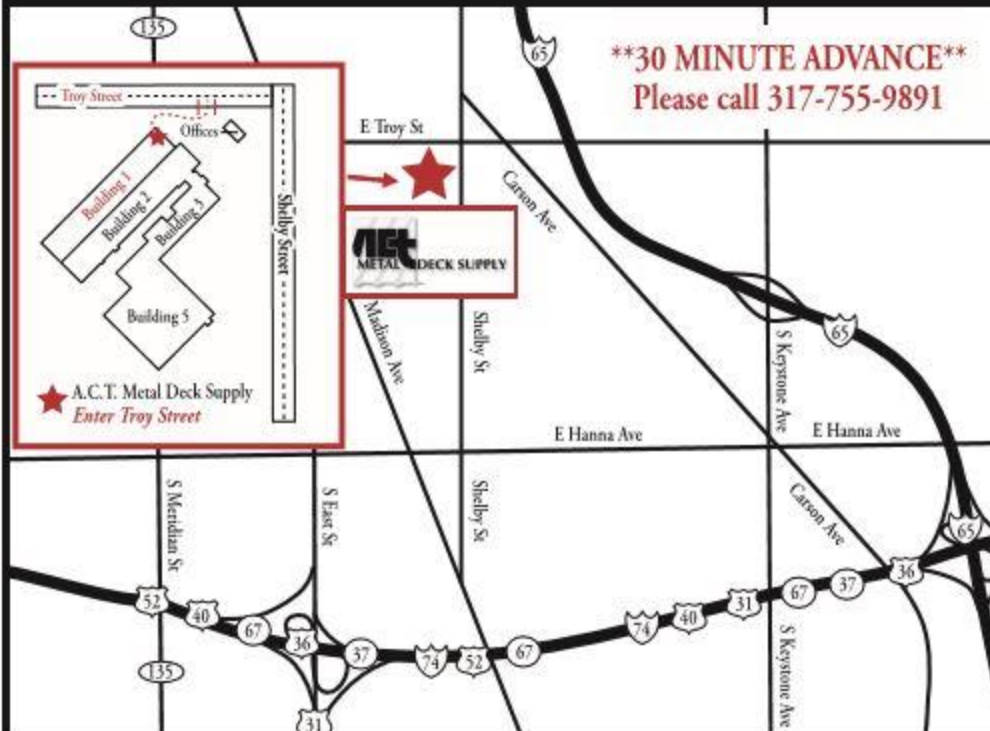 135
65
**30 MINUTE ADVANCE**
Please call 317-755-9891
Troy Street
Offices
Building 1
Building 2
Building 3
Building 5
Shelby Street
A.C.T. Metal Deck Supply
Enter Troy Street
E Troy St
Carson Ave
ACt
METAL DECK SUPPLY
Madison Ave
Shelby St
S Keystone Ave
65
E Hanna Ave
E Hanna Ave
S Meridian St
S East St
Shelby St
Carson Ave
65
52
40
67
36
37
74
52
67
74
40
31
67
37
36
135
31
S Keystone Ave